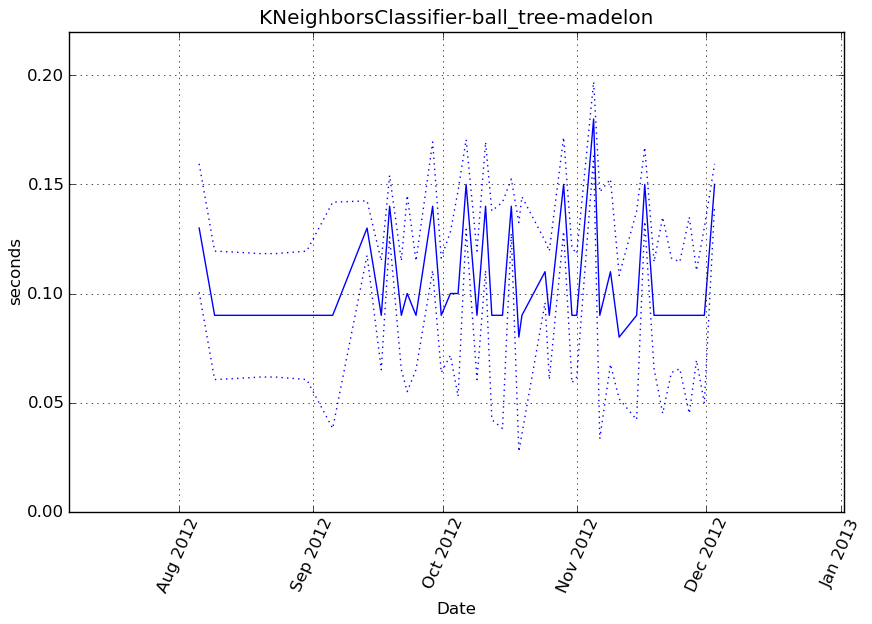 KNeighborsClassifier-ball_tree-madelon
0.20
0.15
0.10
0.05
0.00
seconds
Aug 2012
Sep 2012
Oct 2012
Nov 2012
Dec 2012
Jan 2013
Date